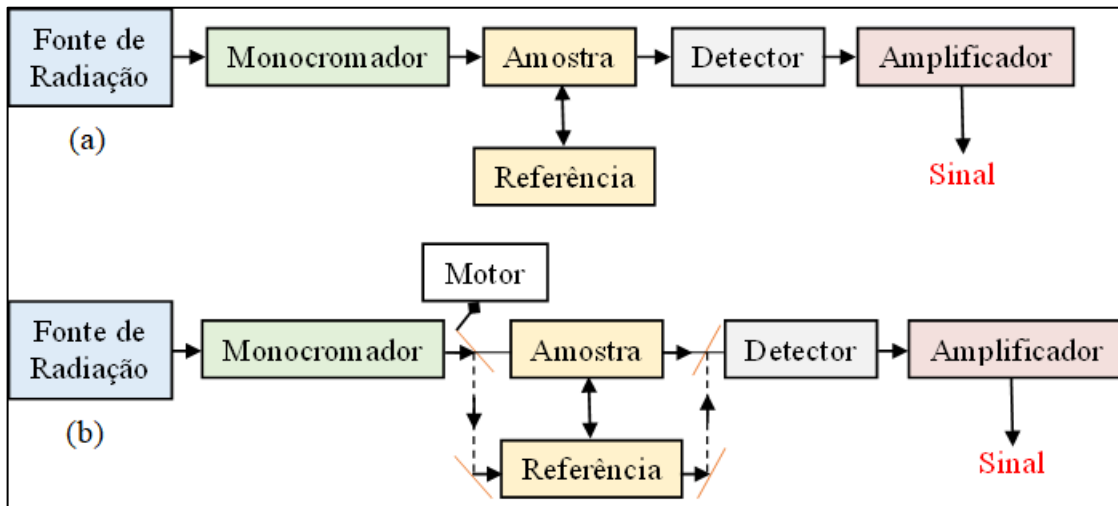 Fonte de
Radiação
Monocromador
Amostra
Detector
Amplificador
(a)
Referência
Sinal
Motor
Fonte de
Radiação
Monocromador
Amostra
Detector
Amplificador
(b)
Referência
Sinal